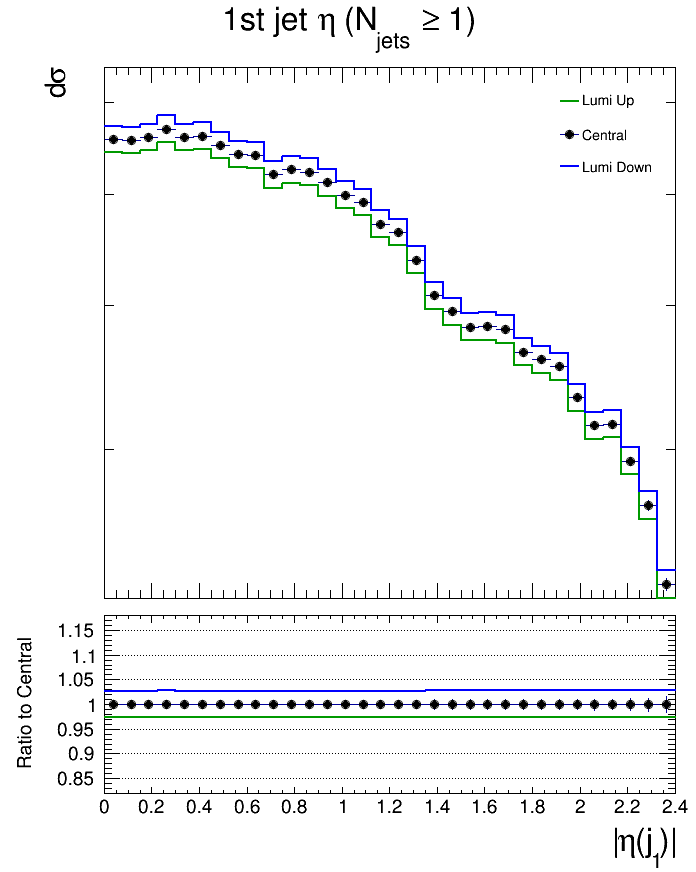 1st jet η (N_jets ≥ 1)
dσ
Lumi Up
Central
Lumi Down
Ratio to Central
1.15
1.1
1.05
1
0.95
0.9
0.85
0 0.2 0.4 0.6 0.8 1 1.2 1.4 1.6 1.8 2 2.2 2.4
|η(j_1)|